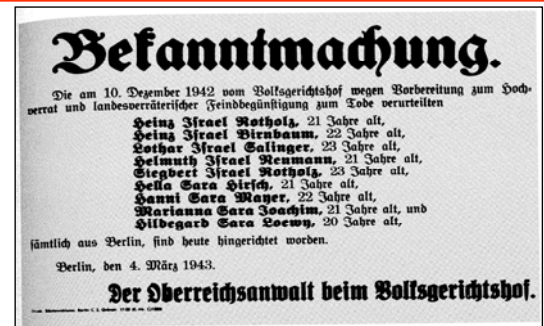 Bekanntmachung.
Die am 10. Dezember 1942 vom Volksgerichtshof wegen Vorbereitung zum Hoch-
verrat und landesverräterischer Feindbegünstigung zum Tode verurteilten
Heinz Israel Rotholz, 21 Jahre alt,
Heinz Israel Birnbaum, 22 Jahre alt,
Lothar Israel Salinger, 23 Jahre alt,
Helmuth Israel Neumann, 21 Jahre alt,
Siegbert Israel Rotholz, 23 Jahre alt,
Hella Sara Hirsch, 21 Jahre alt,
Hanni Sara Mayer, 22 Jahre alt,
Marianna Sara Joachim, 21 Jahre alt, und
Hildegard Sara Loewy, 20 Jahre alt,
sämtlich aus Berlin, sind heute hingerichtet worden.
Berlin, den 4. März 1943.
Der Oberreichsanwalt beim Volksgerichtshof.